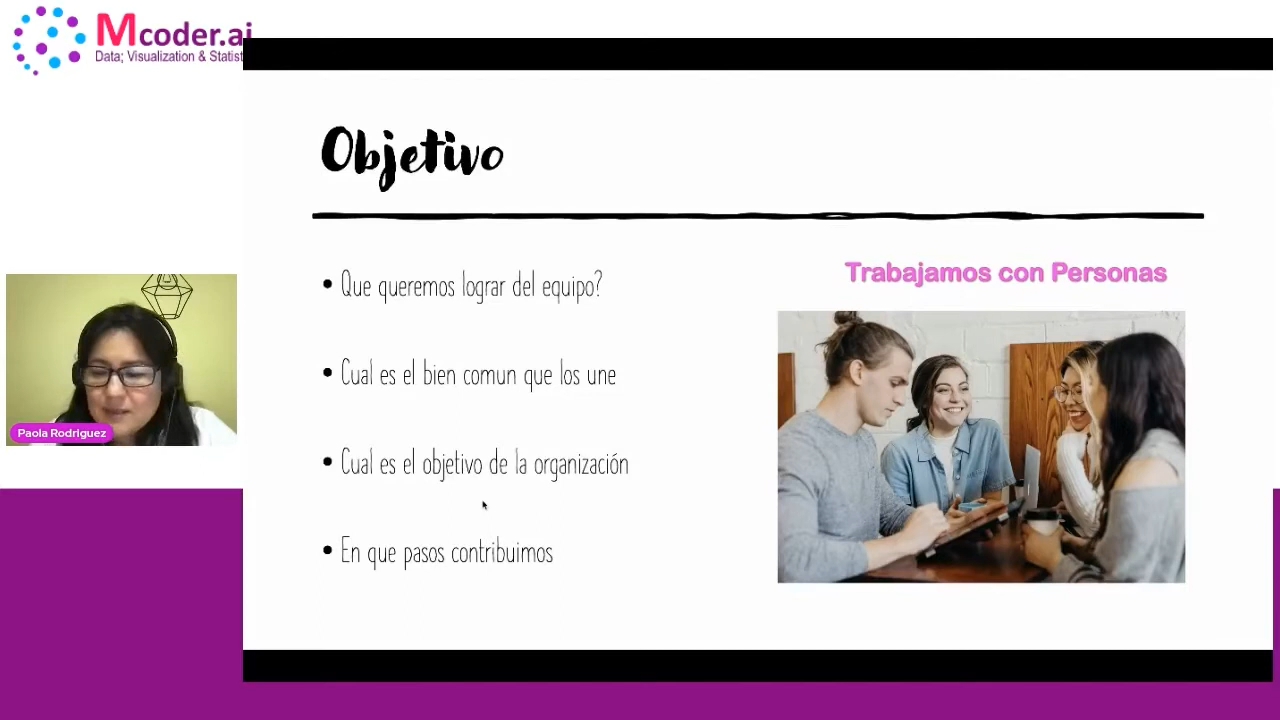 Mcoder.ai
Data; Visualization & Statist
Objetivo
• Que queremos lograr del equipo?
• Cual es el bien comun que los une
• Cual es el objetivo de la organización
• En que pasos contribuimos
Trabajamos con Personas
Paola Rodriguez